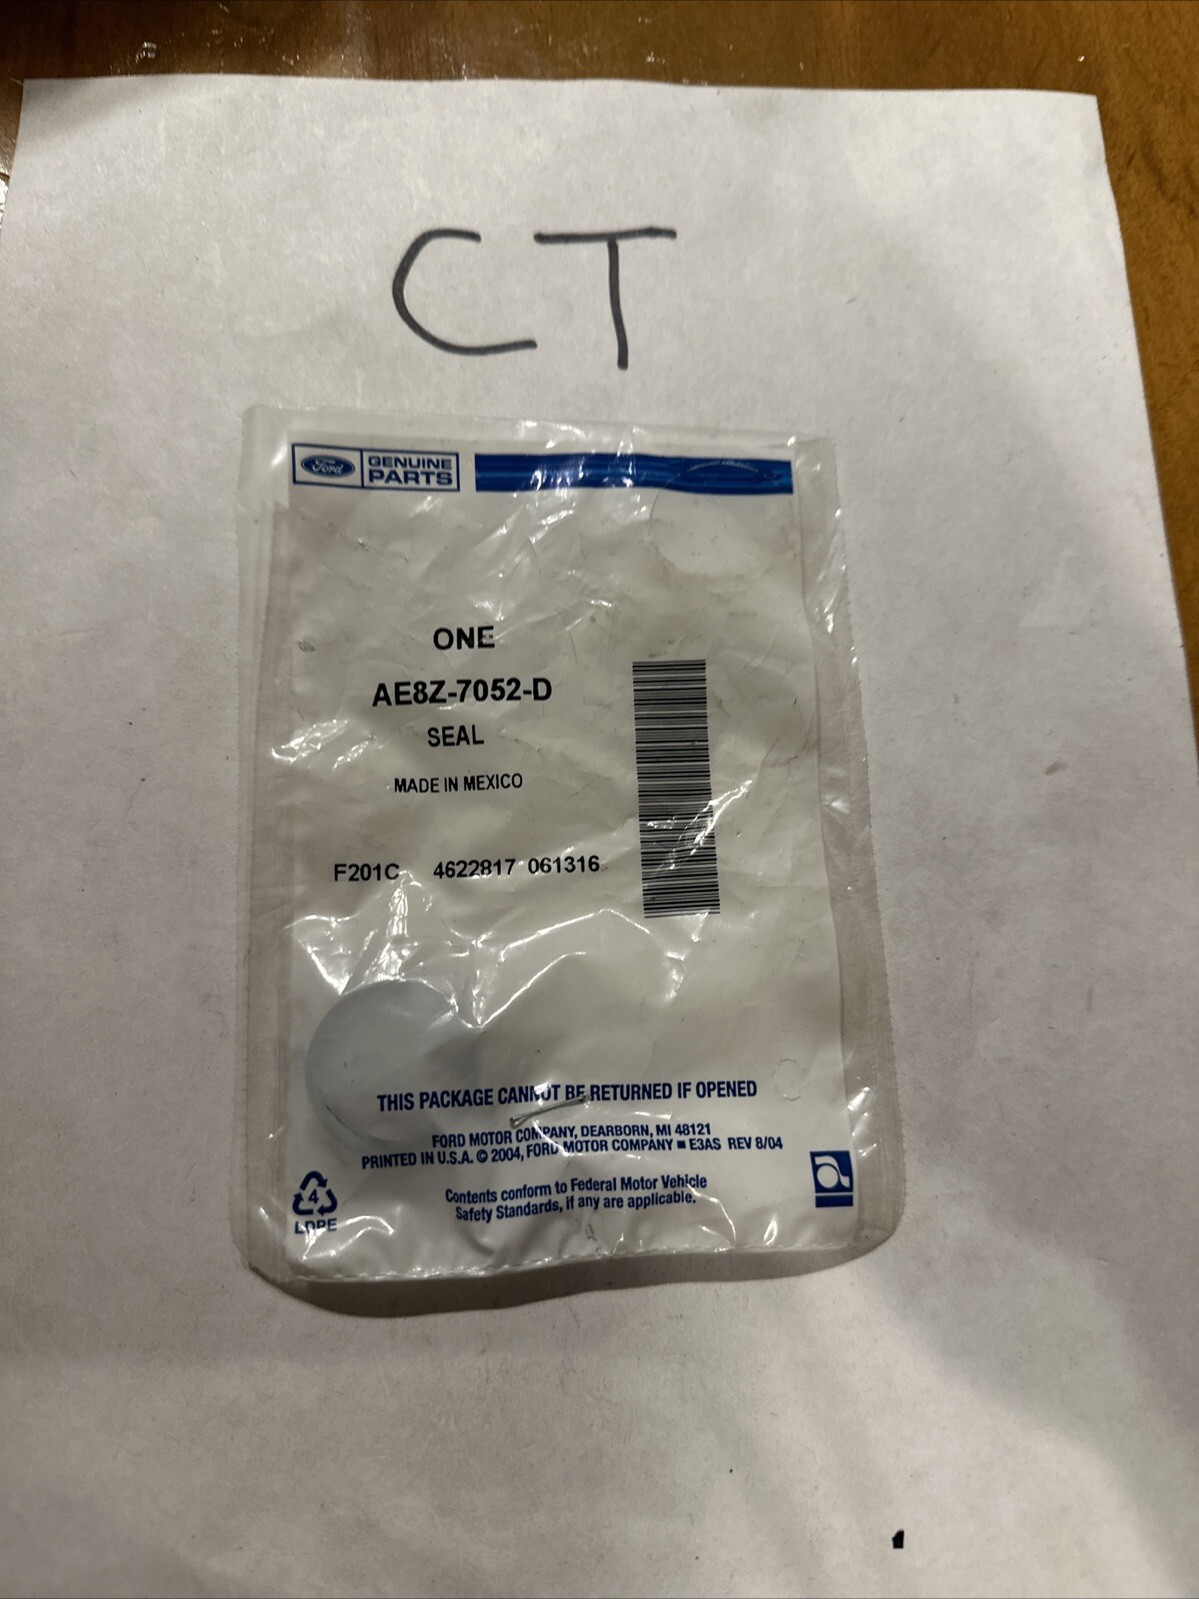 CT
Ford GENUINE PARTS
ONE
AE8Z-7052-D
SEAL
MADE IN MEXICO
F201C 4622817 061316
THIS PACKAGE CANNOT BE RETURNED IF OPENED
FORD MOTOR COMPANY, DEARBORN, MI 48121
PRINTED IN U.S.A. © 2004, FORD MOTOR COMPANY ■ E3AS REV 8/04
Contents conform to Federal Motor Vehicle
Safety Standards, if any are applicable.
4
LDPE